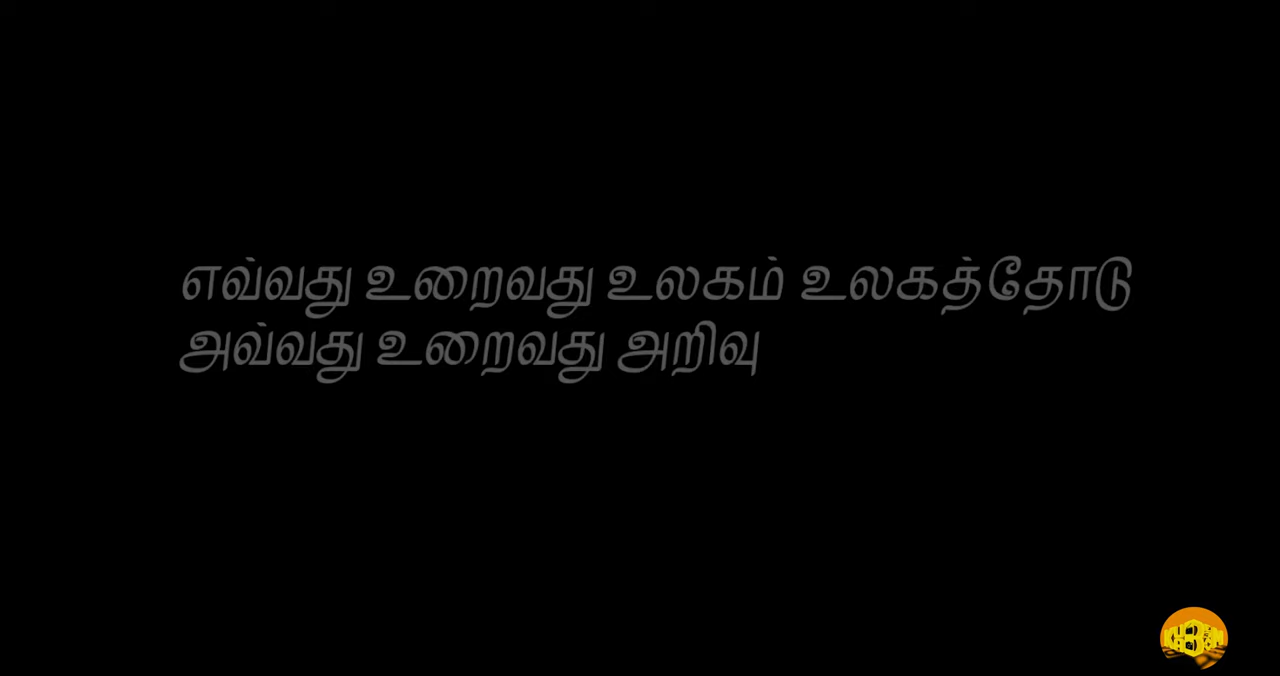 எவ்வது உறைவது உலகம் உலகத்தோடு
அவ்வது உறைவது அறிவு